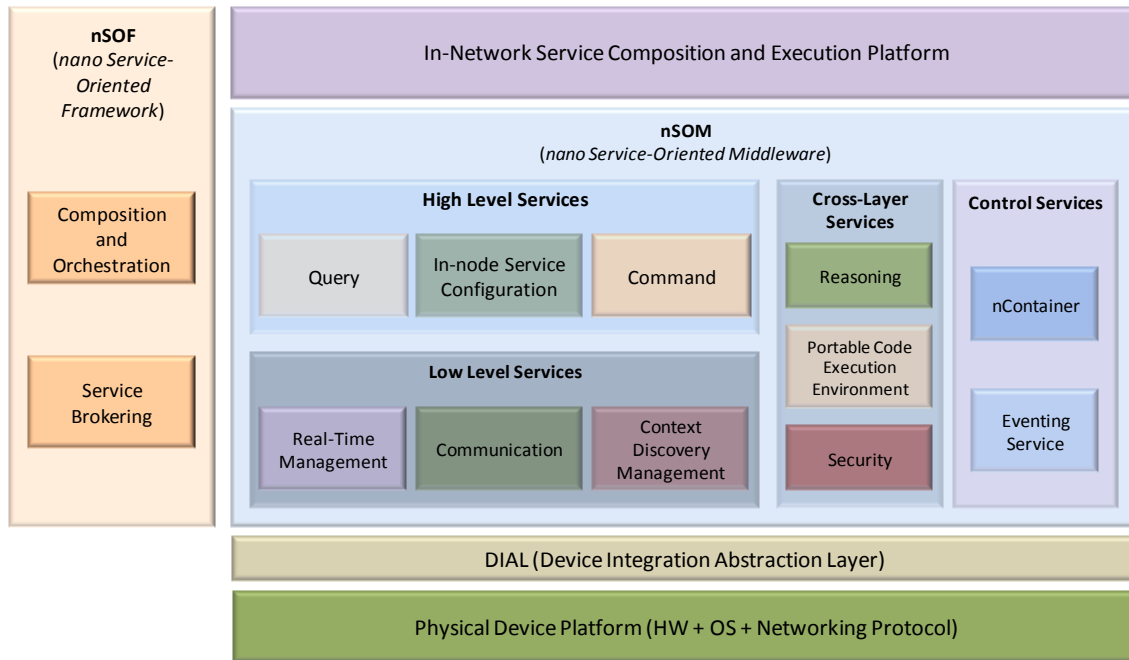 nSOF
(nano Service-
Oriented
Framework)
Composition
and
Orchestration
Service
Brokering
In-Network Service Composition and Execution Platform
nSOM
(nano Service-Oriented Middleware)
High Level Services
Query
In-node Service
Configuration
Command
Low Level Services
Real-Time
Management
Communication
Context
Discovery
Management
Cross-Layer
Services
Reasoning
Portable Code
Execution
Environment
Security
Control Services
nContainer
Eventing
Service
DIAL (Device Integration Abstraction Layer)
Physical Device Platform (HW + OS + Networking Protocol)